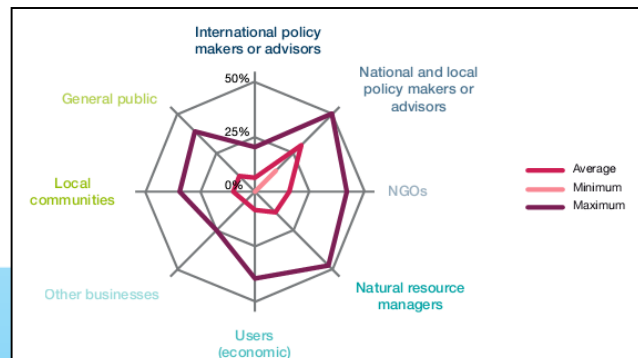 International policy
makers or advisors
National and local
policy makers or
advisors
General public
50%
25%
0%
Local
communities
NGOs
Average
Minimum
Maximum
Other businesses
Natural resource
managers
Users
(economic)